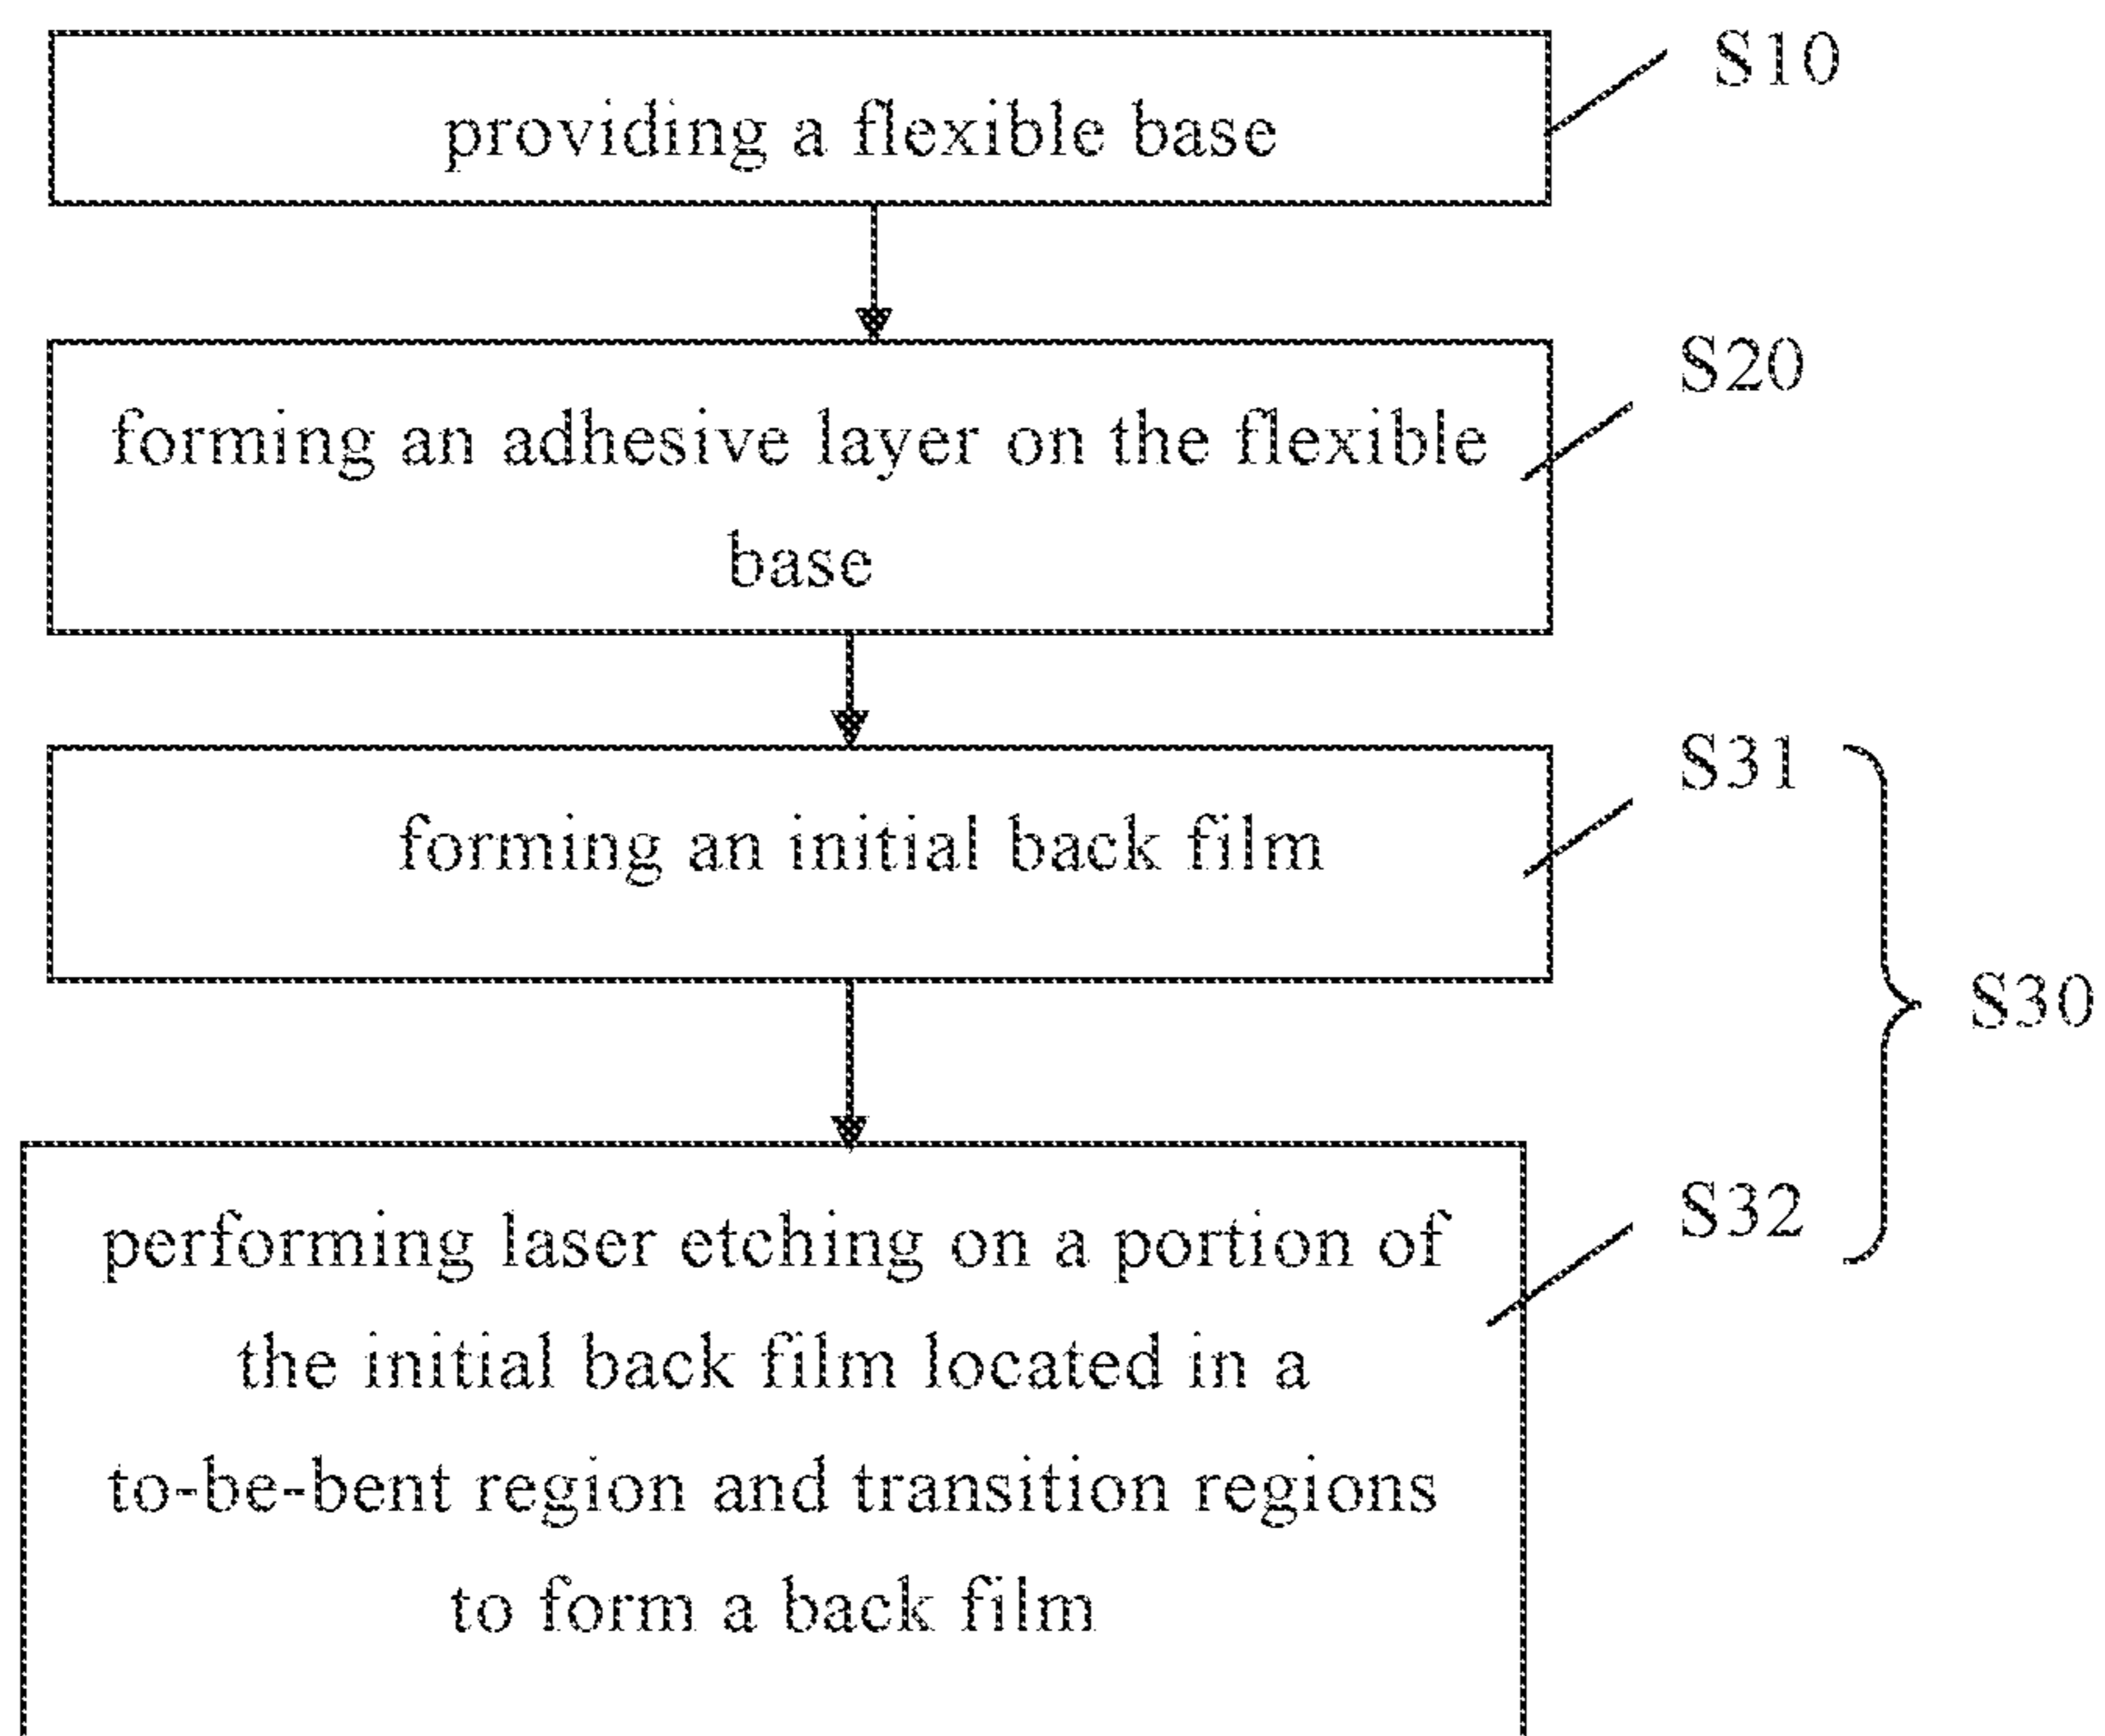 S10
providing a flexible base
S20
forming an adhesive layer on the flexible
base
S31
forming an initial back film
S30
S32
performing laser etching on a portion of
the initial back film located in a
to-be-bent region and transition regions
to form a back film